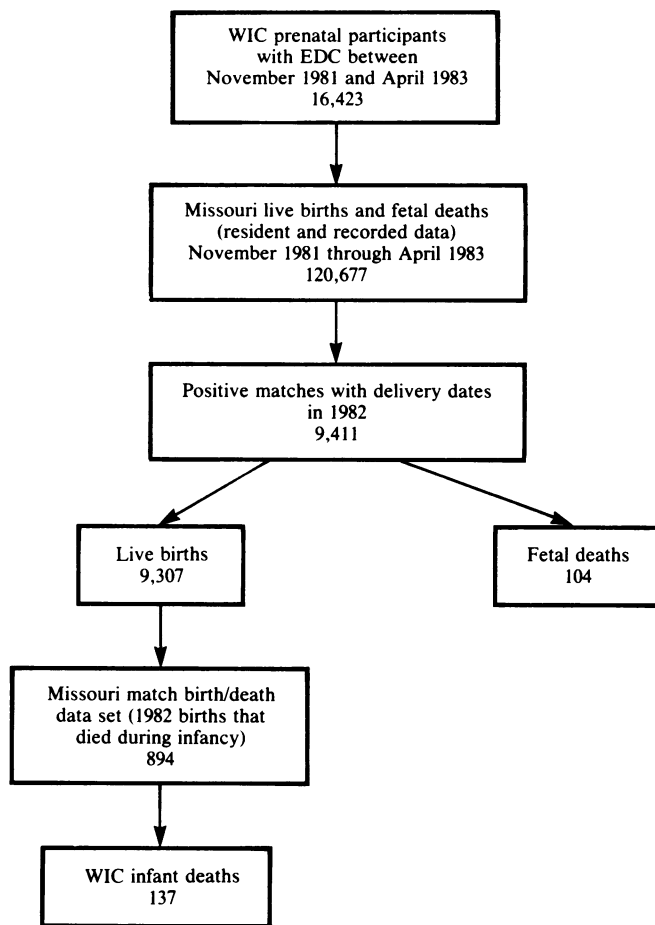 WIC prenatal participants
with EDC between
November 1981 and April 1983
16,423
Missouri live births and fetal deaths
(resident and recorded data)
November 1981 through April 1983
120,677
Positive matches with delivery dates
in 1982
9,411
Live births
9,307
Fetal deaths
104
Missouri match birth/death
data set (1982 births that
died during infancy)
894
WIC infant deaths
137